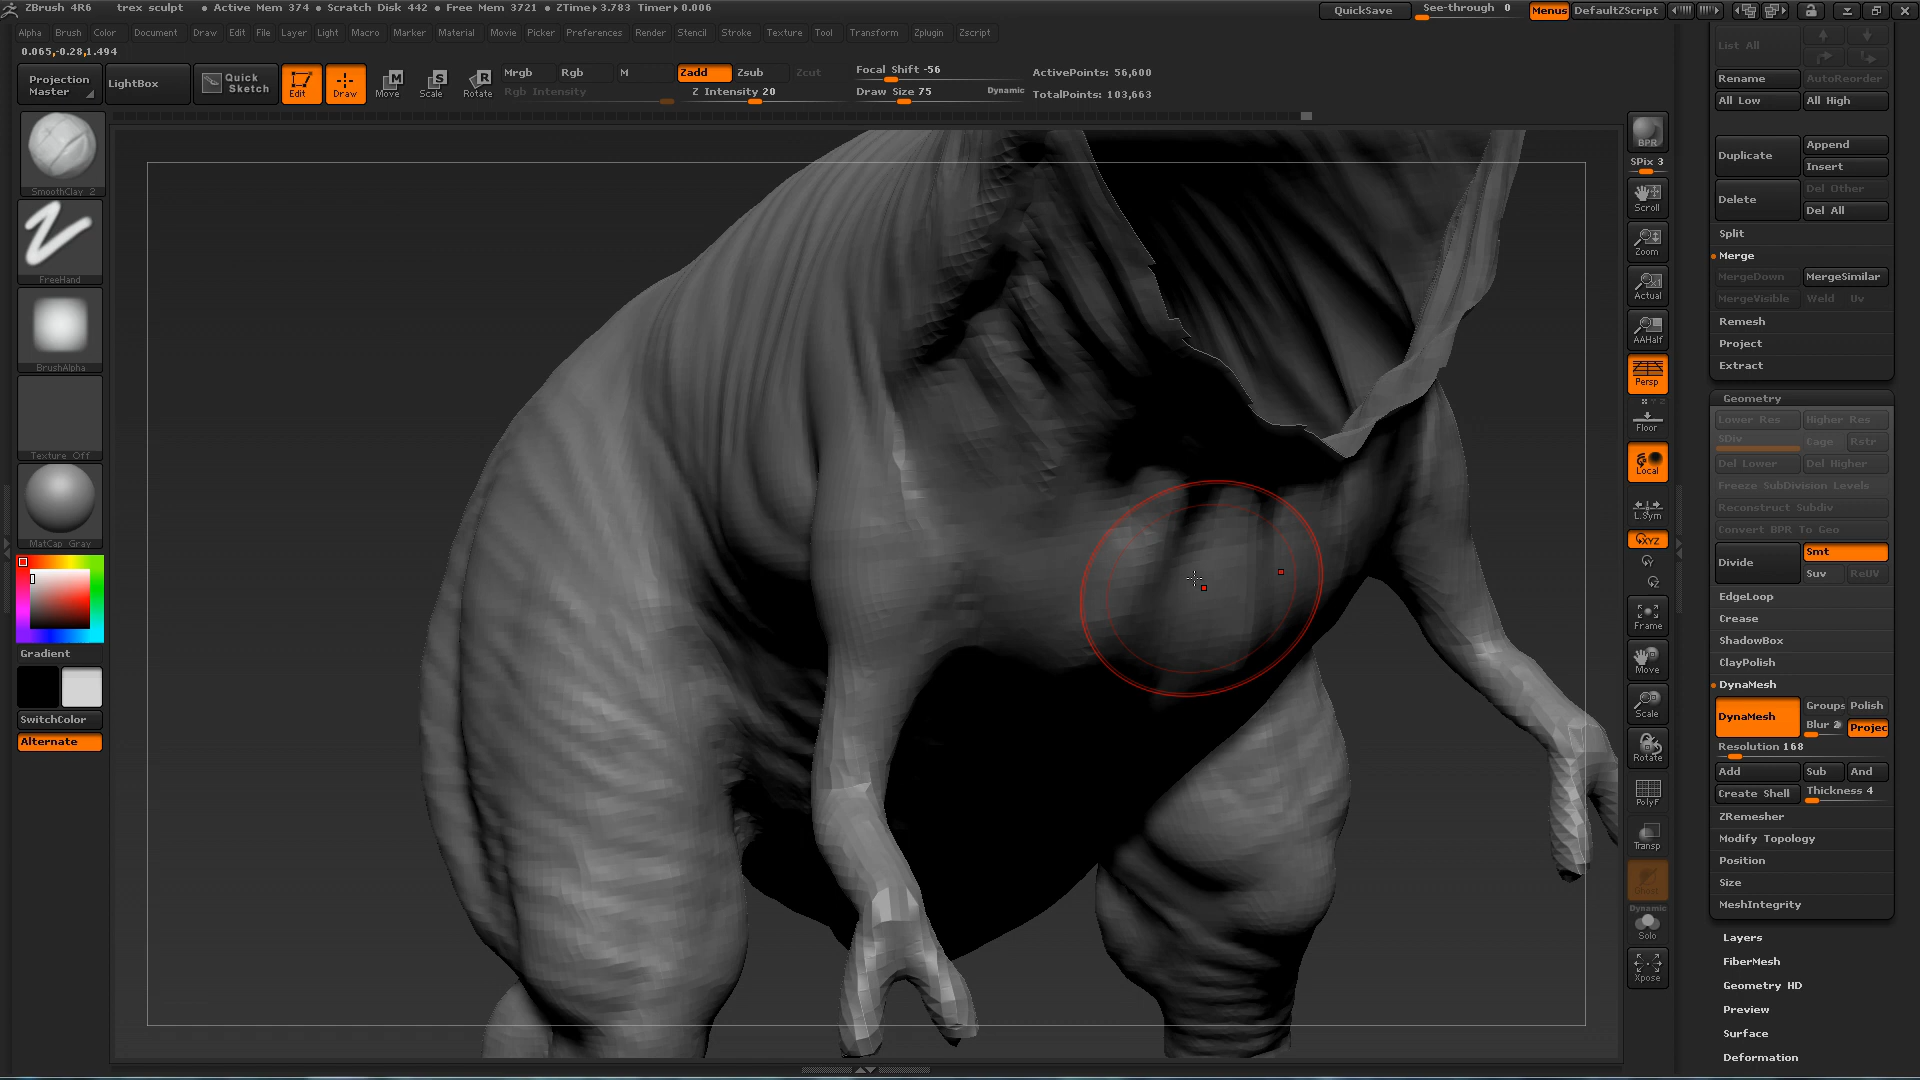 ZBrush 4R6 trex sculpt • Active Mem 374 • Scratch Disk 442 • Free Mem 3721 • ZTime▸3.783 Timer▸0.006
QuickSave See-through 0 Menus DefaultZScript
Alpha Brush Color Document Draw Edit File Layer Light Macro Marker Material Movie Picker Preferences Render Stencil Stroke Texture Tool Transform Zplugin Zscript
0.065,-0.28,1.494
Projection Master
LightBox
Quick Sketch
Edit
Draw
Move
Scale
Rotate
Mrgb Rgb M
Rgb Intensity
Zadd Zsub Zcut
Z Intensity 20
Focal Shift -56
Draw Size 75 Dynamic
ActivePoints: 56,600
TotalPoints: 103,663
SmoothClay_2
FreeHand
BrushAlpha
Texture Off
MatCap Gray
Gradient
SwitchColor
Alternate
BPR
SPix 3
Scroll
Zoom
Actual
AAHalf
Persp
Floor
Local
L.Sym
XYZ
Y
Z
Frame
Move
Scale
Rotate
PolyF
Transp
Ghost
Dynamic
Solo
Xpose
List All
Rename AutoReorder
All Low All High
Duplicate Append
Insert
Delete Del Other
Del All
Split
Merge
MergeDown MergeSimilar
MergeVisible Weld Uv
Remesh
Project
Extract
Geometry
Lower Res Higher Res
SDiv Cage Rstr
Del Lower Del Higher
Freeze SubDivision Levels
Reconstruct Subdiv
Convert BPR To Geo
Divide Smt
Suv ReUV
EdgeLoop
Crease
ShadowBox
ClayPolish
DynaMesh
DynaMesh Groups Polish
Blur 2 Projec
Resolution 168
Add Sub And
Create Shell Thickness 4
ZRemesher
Modify Topology
Position
Size
MeshIntegrity
Layers
FiberMesh
Geometry HD
Preview
Surface
Deformation